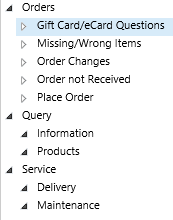 Orders
Gift Card/eCard Questions
Missing/Wrong Items
Order Changes
Order not Received
Place Order
Query
Information
Products
Service
Delivery
Maintenance